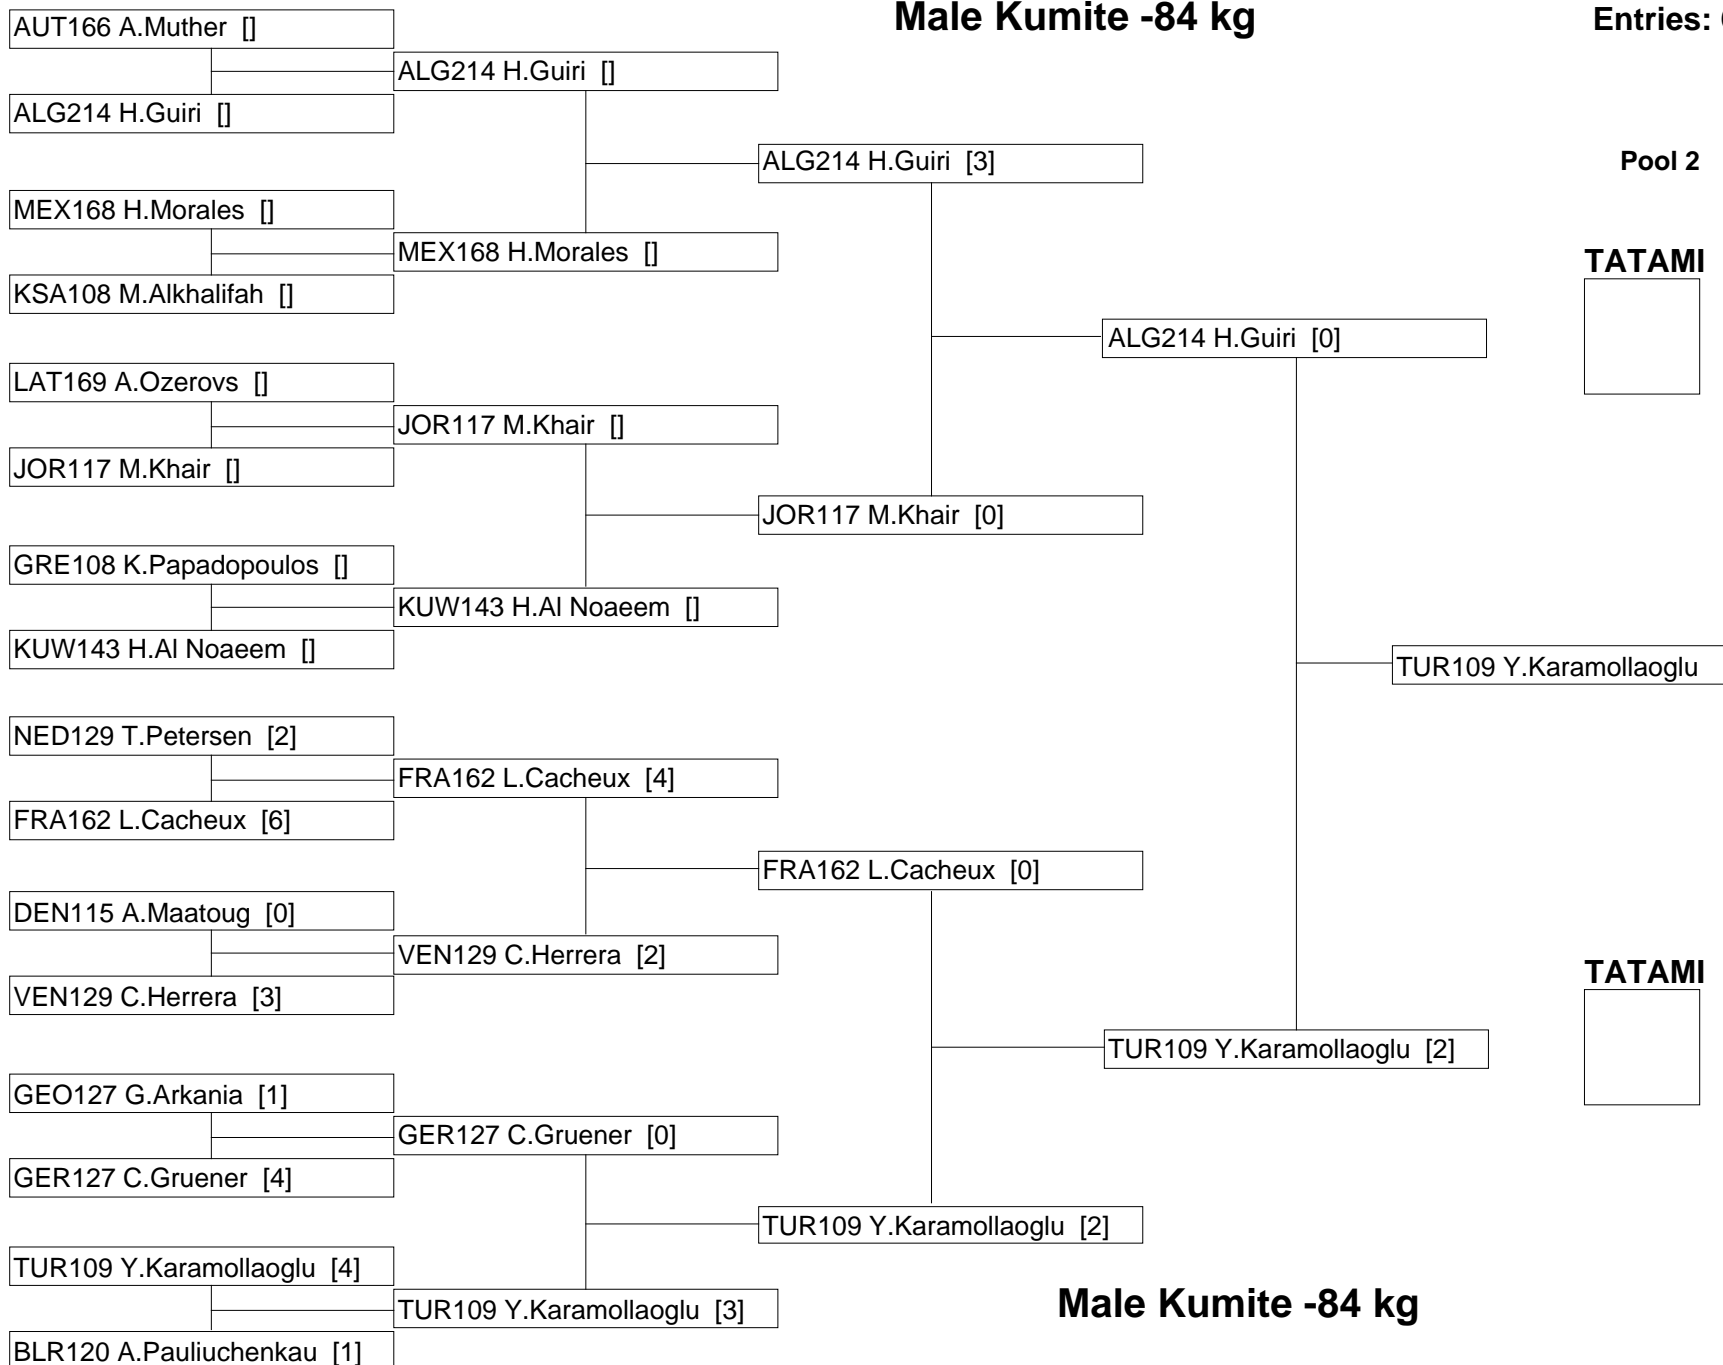 Male Kumite -84 kg
Entries:
Pool 2
TATAMI
AUT166 A.Muther []
ALG214 H.Guiri []
MEX168 H.Morales []
KSA108 M.Alkhalifah []
LAT169 A.Ozerovs []
JOR117 M.Khair []
GRE108 K.Papadopoulos []
KUW143 H.Al Noaeem []
NED129 T.Petersen [2]
FRA162 L.Cacheux [6]
DEN115 A.Maatoug [0]
VEN129 C.Herrera [3]
GEO127 G.Arkania [1]
GER127 C.Gruener [4]
TUR109 Y.Karamollaoglu [4]
BLR120 A.Pauliuchenkau [1]
ALG214 H.Guiri []
MEX168 H.Morales []
JOR117 M.Khair []
KUW143 H.Al Noaeem []
FRA162 L.Cacheux [4]
VEN129 C.Herrera [2]
GER127 C.Gruener [0]
TUR109 Y.Karamollaoglu [3]
ALG214 H.Guiri [3]
JOR117 M.Khair [0]
FRA162 L.Cacheux [0]
TUR109 Y.Karamollaoglu [2]
ALG214 H.Guiri [0]
TUR109 Y.Karamollaoglu [2]
TUR109 Y.Karamollaoglu
TATAMI
Male Kumite -84 kg